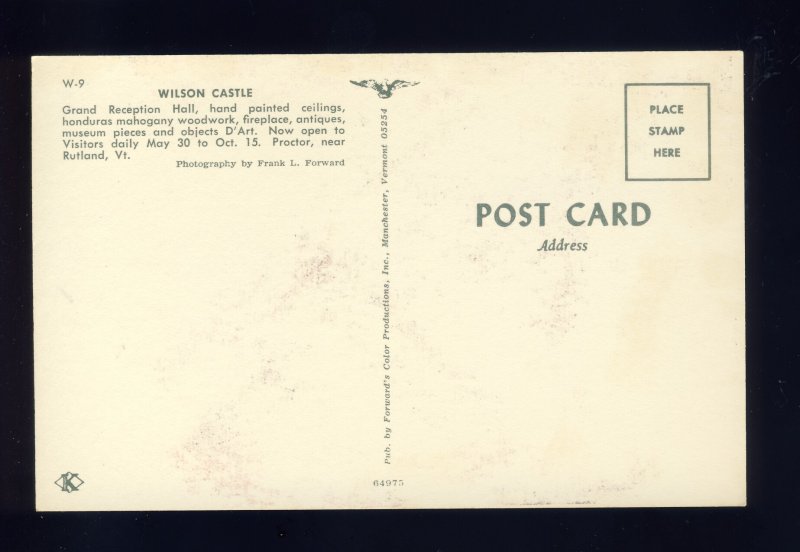 W-9
WILSON CASTLE
Grand Reception Hall, hand painted ceilings,
honduras mahogany woodwork, fireplace, antiques,
museum pieces and objects D'Art. Now open to
Visitors daily May 30 to Oct. 15. Proctor, near
Rutland, Vt.
Photography by Frank L. Forward
Pub. by Forward's Color Productions, Inc., Manchester, Vermont 05254
PLACE
STAMP
HERE
POST CARD
Address
K
64975